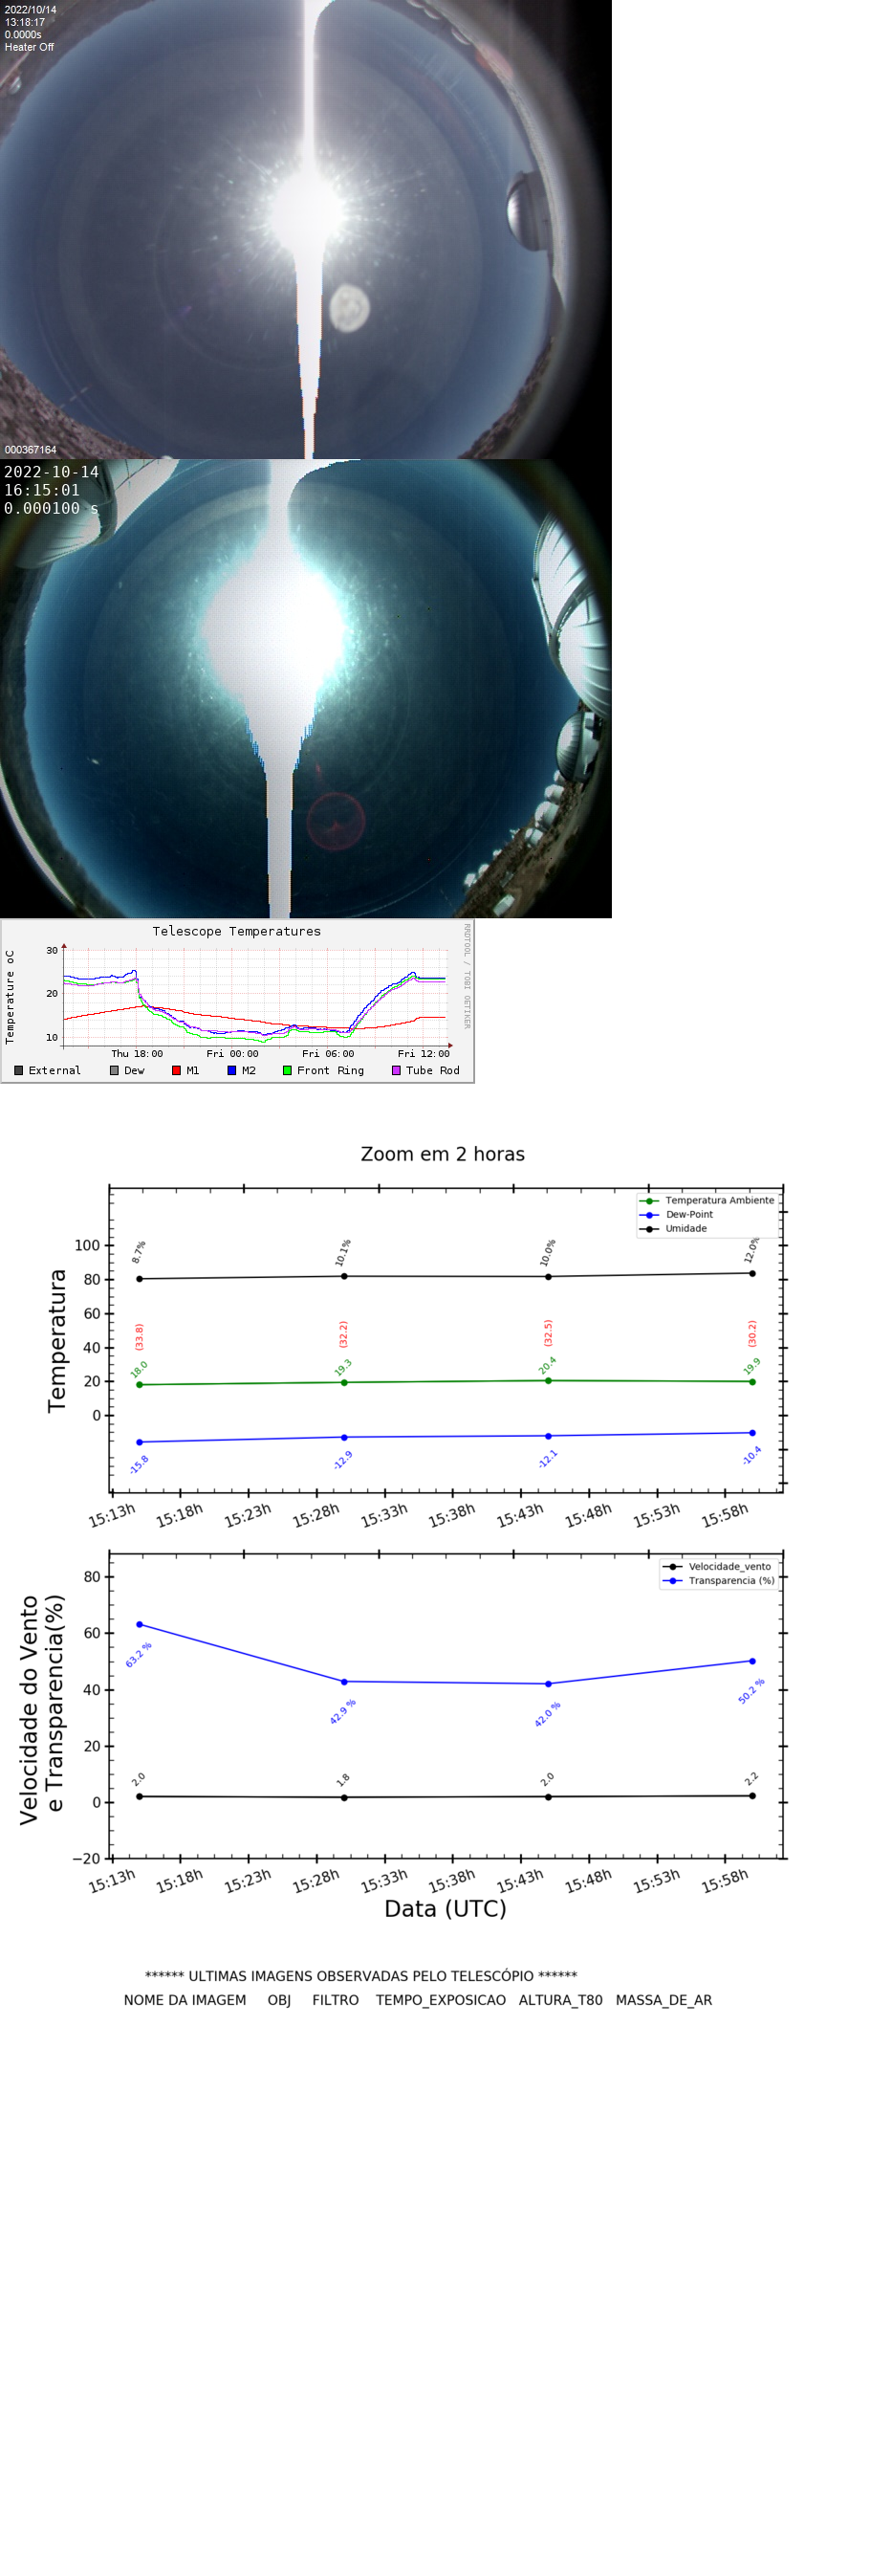 2022/10/14
13:18:17
0.0000s
Heater Off
000367164
2022-10-14
16:15:01
0.000100 s
Telescope Temperatures
RRDTOOL / TOBI OETIKER
Temperature oC
30
20
10
Thu 18:00 Fri 00:00 Fri 06:00 Fri 12:00
External Dew M1 M2 Front Ring Tube Rod
Zoom em 2 horas
Temperatura
Temperatura Ambiente
Dew-Point
Umidade
100
80
60
40
20
0
8.7% 10.1% 10.0% 12.0%
(33.8) (32.2) (32.5) (30.2)
18.0 19.3 20.4 19.9
-15.8 -12.9 -12.1 -10.4
15:13h 15:18h 15:23h 15:28h 15:33h 15:38h 15:43h 15:48h 15:53h 15:58h
Velocidade do Vento
e Transparencia(%)
Velocidade_vento
Transparencia (%)
80
60
40
20
0
−20
63.2 % 42.9 % 42.0 % 50.2 %
2.0 1.8 2.0 2.2
15:13h 15:18h 15:23h 15:28h 15:33h 15:38h 15:43h 15:48h 15:53h 15:58h
Data (UTC)
****** ULTIMAS IMAGENS OBSERVADAS PELO TELESCÓPIO ******
NOME DA IMAGEM OBJ FILTRO TEMPO_EXPOSICAO ALTURA_T80 MASSA_DE_AR